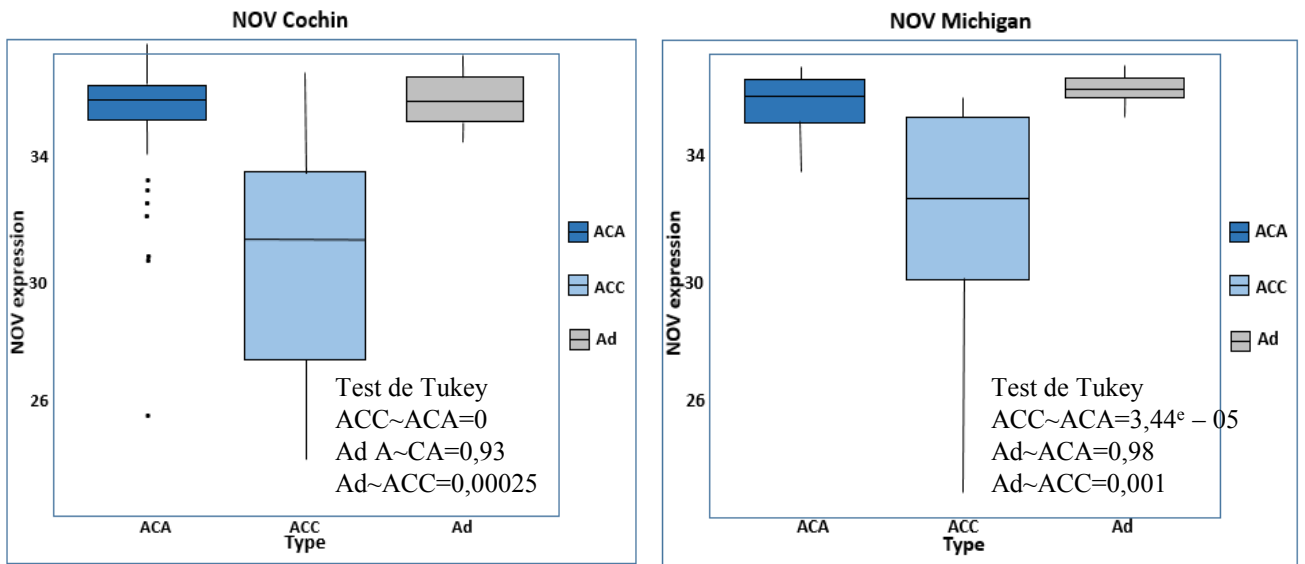 NOV Cochin
NOV expression
34
30
26
ACA
ACC
Ad
Type
ACA
ACC
Ad
Test de Tukey
ACC~ACA=0
Ad A~CA=0,93
Ad~ACC=0,00025
NOV Michigan
NOV expression
34
30
26
ACA
ACC
Ad
Type
ACA
ACC
Ad
Test de Tukey
ACC~ACA=3,44ᵉ – 05
Ad~ACA=0,98
Ad~ACC=0,001